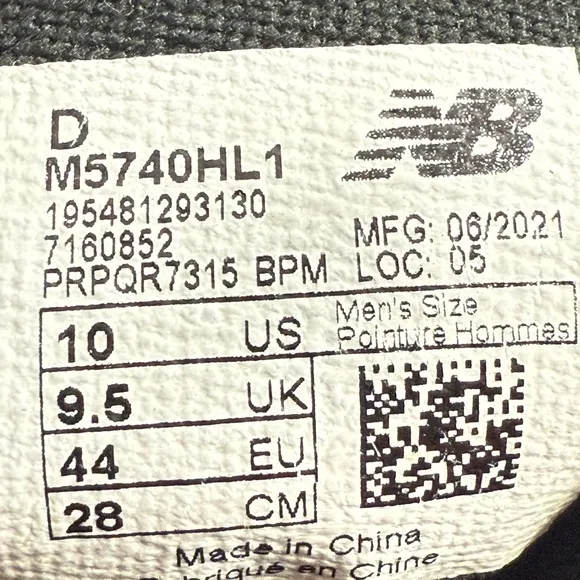 D
NB
M5740HL1
195481293130
7160852
MFG: 06/2021
PRPQR7315 BPM
LOC: 05
10 US
Men's Size
Pointure Hommes
9.5 UK
44 EU
28 CM
Made in China
Fabriqué en Chine